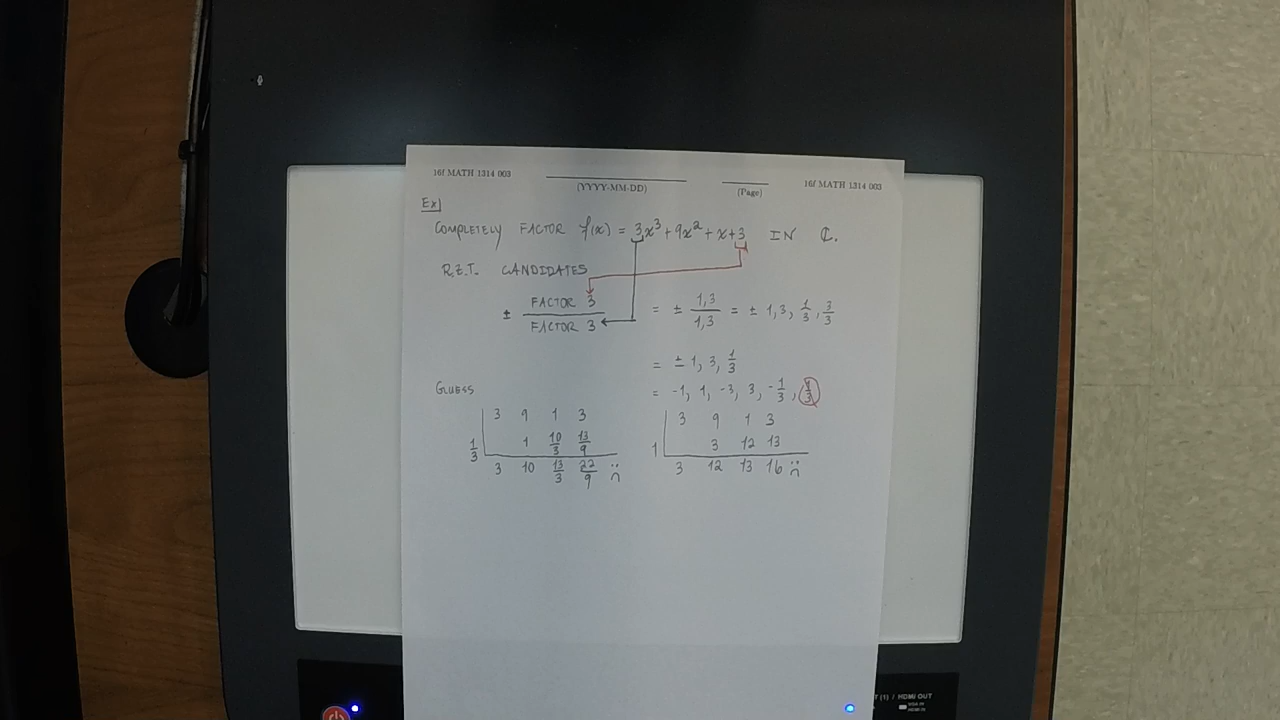 16f MATH 1314 003 (YYYY-MM-DD) (Page) 16f MATH 1314 003
Ex|
COMPLETELY FACTOR f(x) = 3x³ + 9x² + x + 3 IN ℂ.
R.Z.T. CANDIDATES
± FACTOR 3 / FACTOR 3 = ± 1,3 / 1,3 = ± 1, 3, 1/3, 3/3
= ± 1, 3, 1/3
GUESS = -1, 1, -3, 3, -1/3, 1/3
3 9 1 3 3 9 1 3
1/3 1 10/3 13/9 1 3 12 13
3 10 13/3 22/9 3 12 13 16
T (1) / HDMI OUT